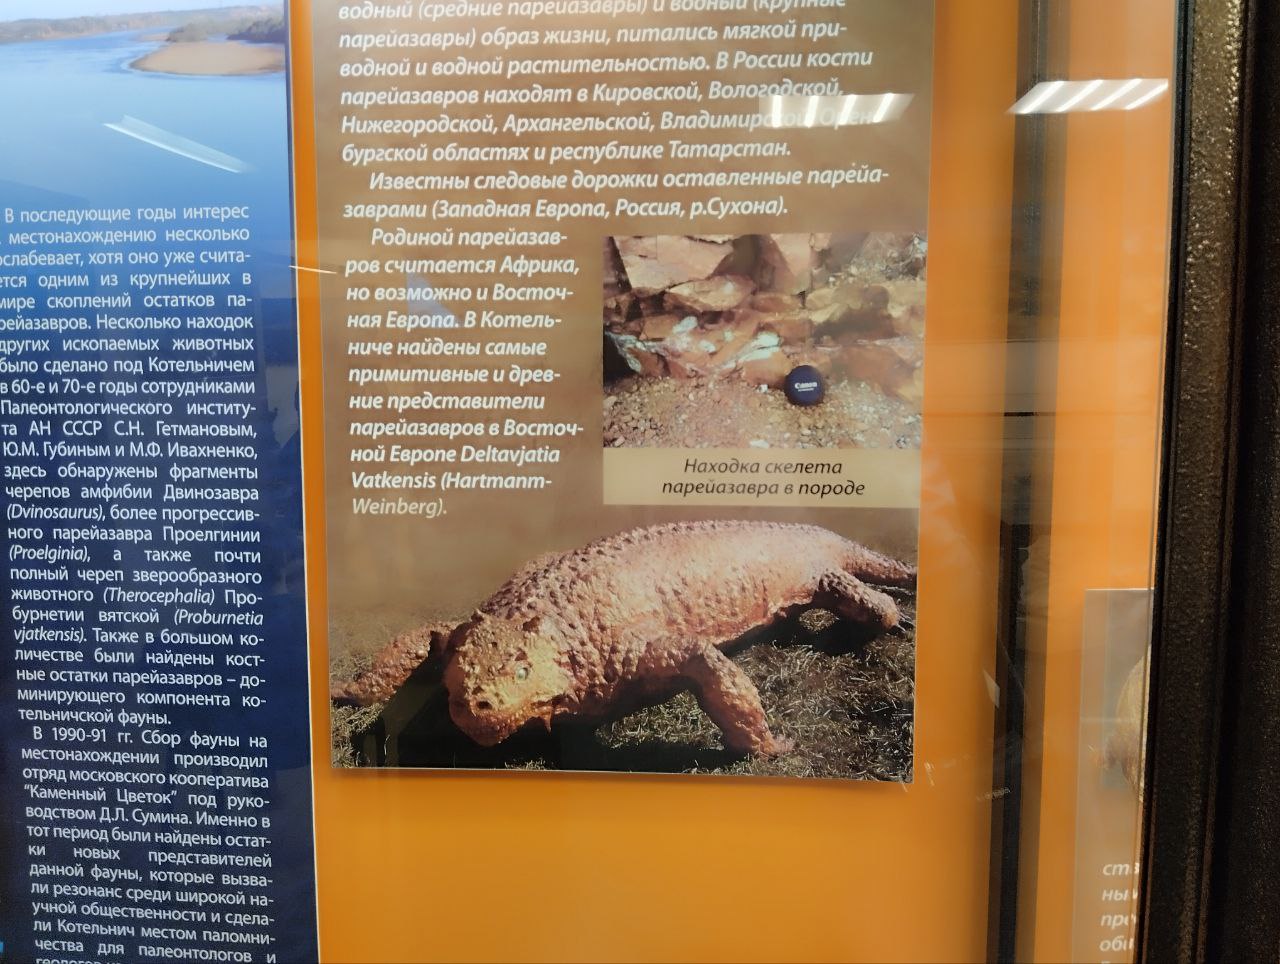 В последующие годы интерес
местонахождению несколько
ослабевает, хотя оно уже счита-
ется одним из крупнейших в
мире скоплений остатков па-
рейазавров. Несколько находок
других ископаемых животных
было сделано под Котельничем
в 60-е и 70-е годы сотрудниками
Палеонтологического институ-
та АН СССР С.Н. Гетмановым,
Ю.М. Губиным и М.Ф. Ивахненко,
здесь обнаружены фрагменты
черепов амфибии Двинозавра
(Dvinosaurus), более прогрессив-
ного парейазавра Проелгинии
(Proelginia), а также почти
полный череп зверообразного
животного (Therocephalia) Про-
бурнетии вятской (Proburnetia
vjatkensis). Также в большом ко-
личестве были найдены кост-
ные остатки парейазавров – до-
минирующего компонента ко-
тельничской фауны.
В 1990-91 гг. Сбор фауны на
местонахождении производил
отряд московского кооператива
"Каменный Цветок" под руко-
водством Д.Л. Сумина. Именно в
тот период были найдены остат-
ки новых представителей
данной фауны, которые вызва-
ли резонанс среди широкой на-
учной общественности и сдела-
ли Котельнич местом паломни-
чества для палеонтологов и
водный (средние парейазавры) и водный (крупные
парейазавры) образ жизни, питались мягкой при-
водной и водной растительностью. В России кости
парейазавров находят в Кировской, Вологодской,
Нижегородской, Архангельской, Владимирской, Орен-
бургской областях и республике Татарстан.
Известны следовые дорожки оставленные парейа-
заврами (Западная Европа, Россия, р.Сухона).
Родиной парейазав-
ров считается Африка,
но возможно и Восточ-
ная Европа. В Котель-
ниче найдены самые
примитивные и древ-
ние представители
парейазавров в Восточ-
ной Европе Deltavjatia
Vatkensis (Hartmanm-
Weinberg).
Canon
Находка скелета
парейазавра в породе